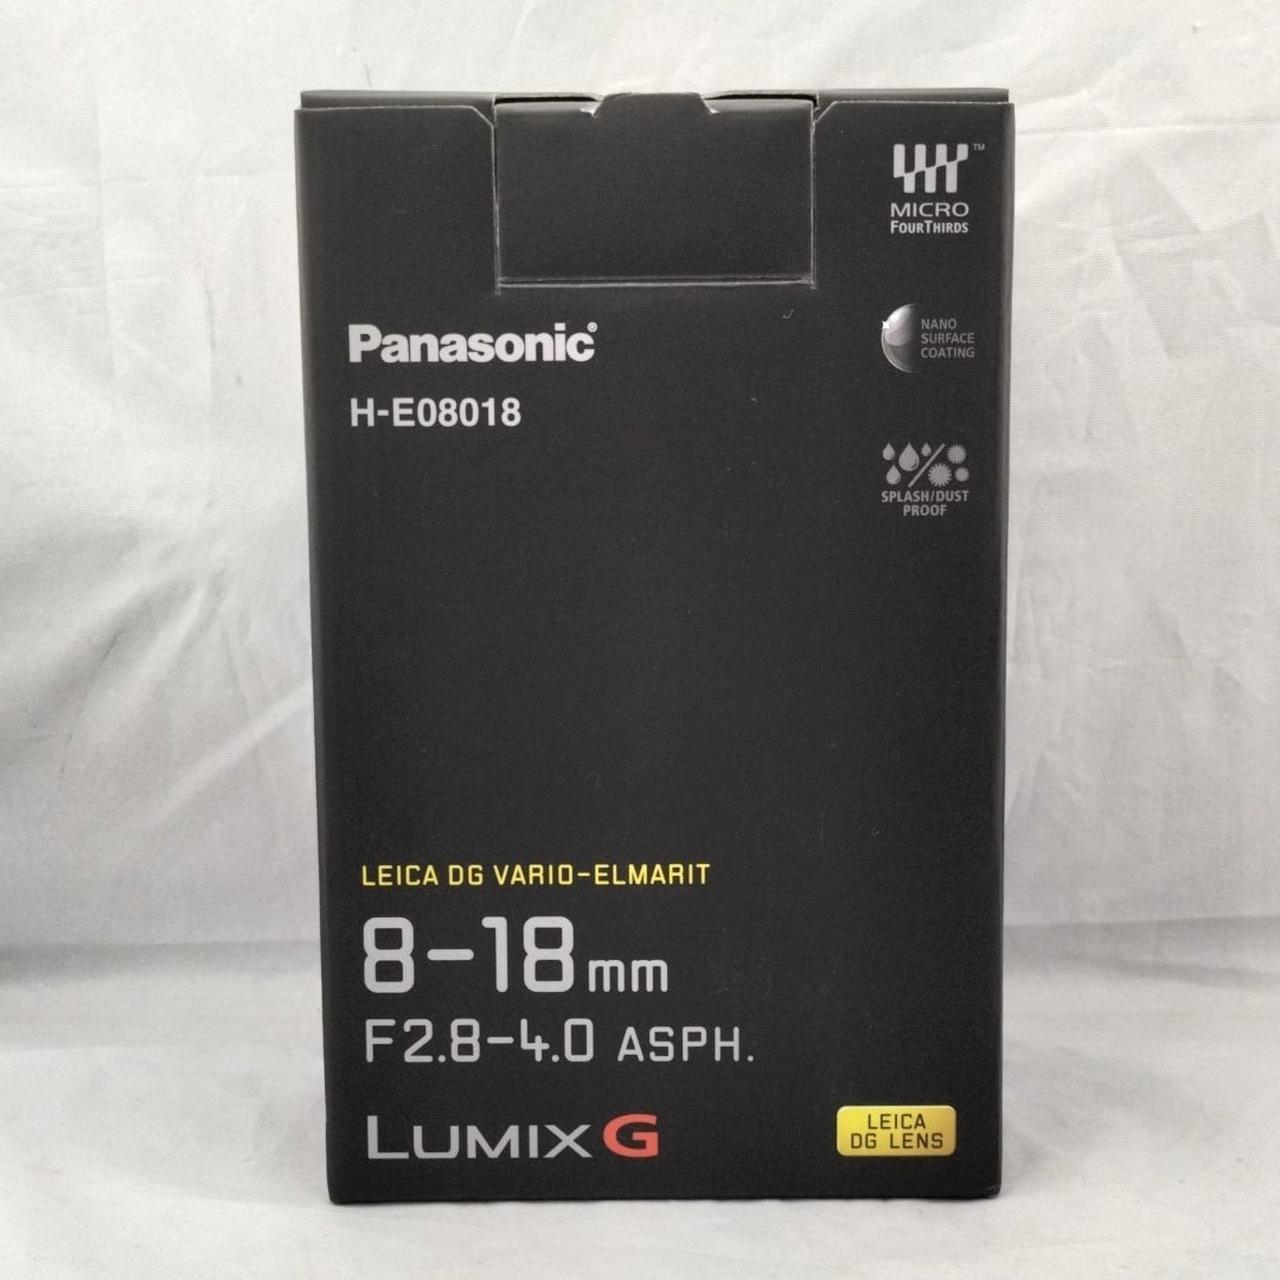 MICRO
FOURTHIRDS
TM
Panasonic®
NANO
SURFACE
COATING
H-E08018
SPLASH/DUST
PROOF
LEICA DG VARIO-ELMARIT
8-18mm
F2.8-4.0 ASPH.
LUMIX G
LEICA
DG LENS